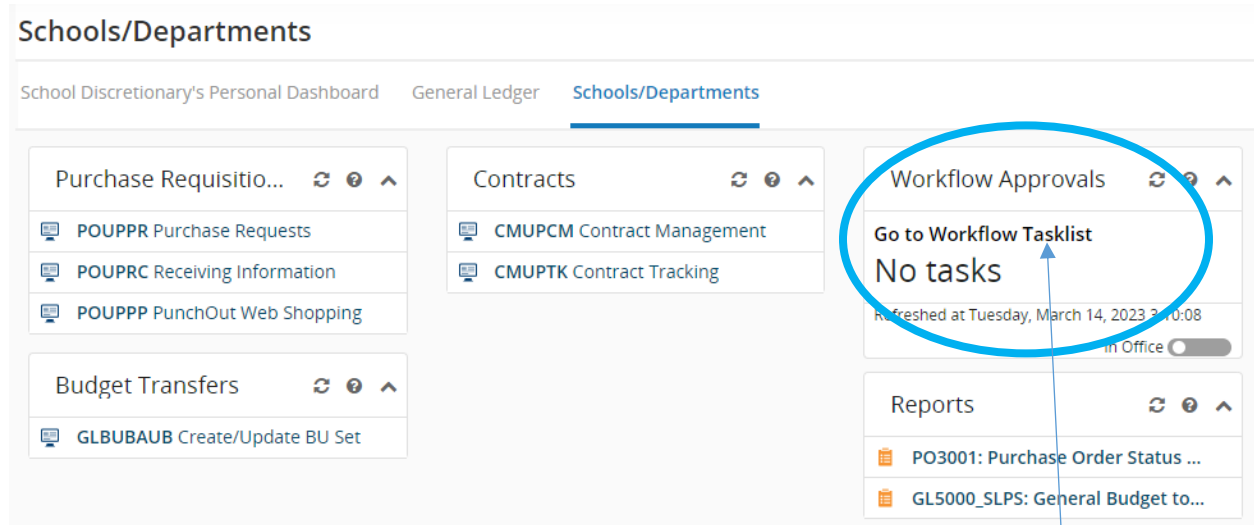 Schools/Departments
School Discretionary's Personal Dashboard General Ledger Schools/Departments
Purchase Requisitio...
POUPPR Purchase Requests
POUPRC Receiving Information
POUPPP PunchOut Web Shopping
Budget Transfers
GLBUBAUB Create/Update BU Set
Contracts
CMUPCM Contract Management
CMUPTK Contract Tracking
Workflow Approvals
Go to Workflow Tasklist
No tasks
Refreshed at Tuesday, March 14, 2023 3:10:08
In Office
Reports
PO3001: Purchase Order Status ...
GL5000_SLPS: General Budget to...